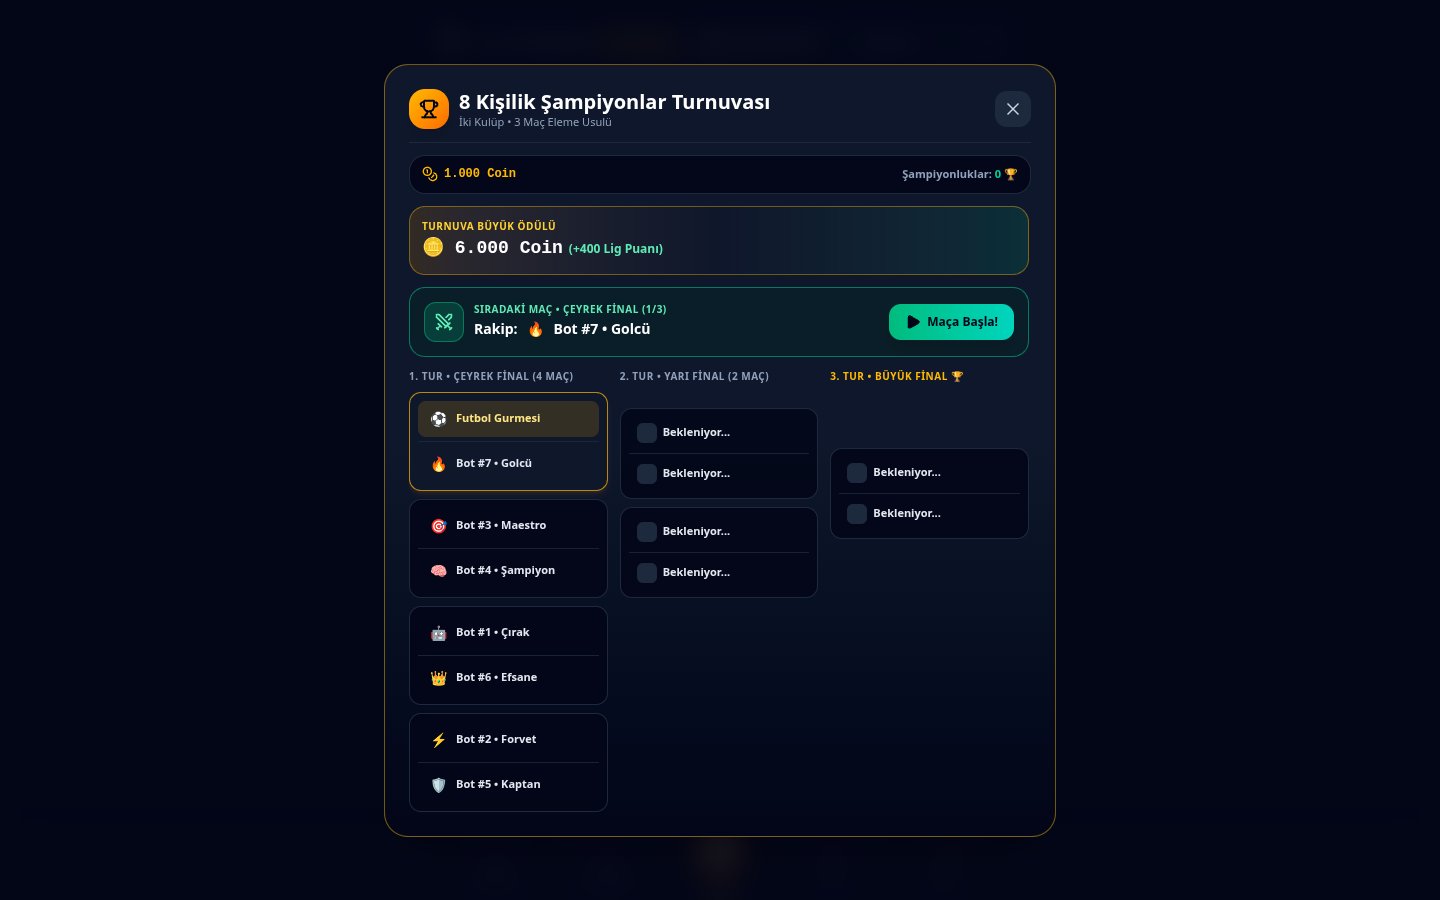 8 Kişilik Şampiyonlar Turnuvası
İki Kulüp • 3 Maç Eleme Usulü
1.000 Coin
Şampiyonluklar: 0 🏆
TURNUVA BÜYÜK ÖDÜLÜ
🪙 6.000 Coin (+400 Lig Puanı)
SIRADAKİ MAÇ • ÇEYREK FİNAL (1/3)
Rakip: 🔥 Bot #7 • Golcü
Maça Başla!
1. TUR • ÇEYREK FİNAL (4 MAÇ)
⚽ Futbol Gurmesi
🔥 Bot #7 • Golcü
🎯 Bot #3 • Maestro
🧠 Bot #4 • Şampiyon
🤖 Bot #1 • Çırak
👑 Bot #6 • Efsane
⚡ Bot #2 • Forvet
🛡️ Bot #5 • Kaptan
2. TUR • YARI FİNAL (2 MAÇ)
Bekleniyor...
Bekleniyor...
Bekleniyor...
Bekleniyor...
3. TUR • BÜYÜK FİNAL 🏆
Bekleniyor...
Bekleniyor...